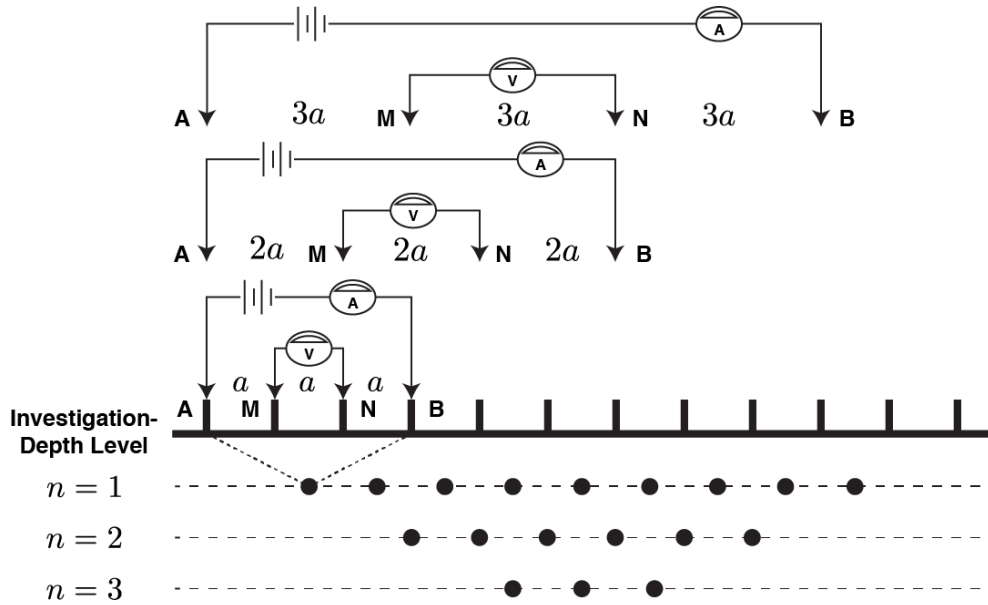 A
V
A 3a M 3a N 3a B
A
V
A 2a M 2a N 2a B
A
V
a a a
A M N B
Investigation-
Depth Level
n = 1
n = 2
n = 3